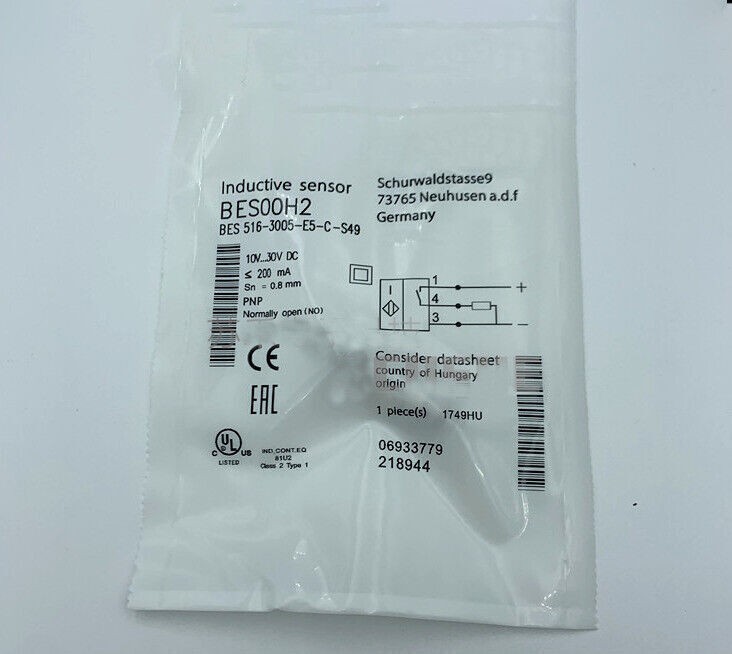 Inductive sensor
BES00H2
BES 516-3005-E5-C-S49
Schurwaldstasse9
73765 Neuhusen a.d.f
Germany
10V...30V DC
≤ 200 mA
Sn = 0.8 mm
PNP
Normally open (NO)
I
1
4
3
+
−
CE
EAC
Consider datasheet
country of Hungary
origin
1 piece(s) 1749HU
06933779
218944
C UL US
LISTED
IND.CONT.EQ
81U2
Class 2 Type 1